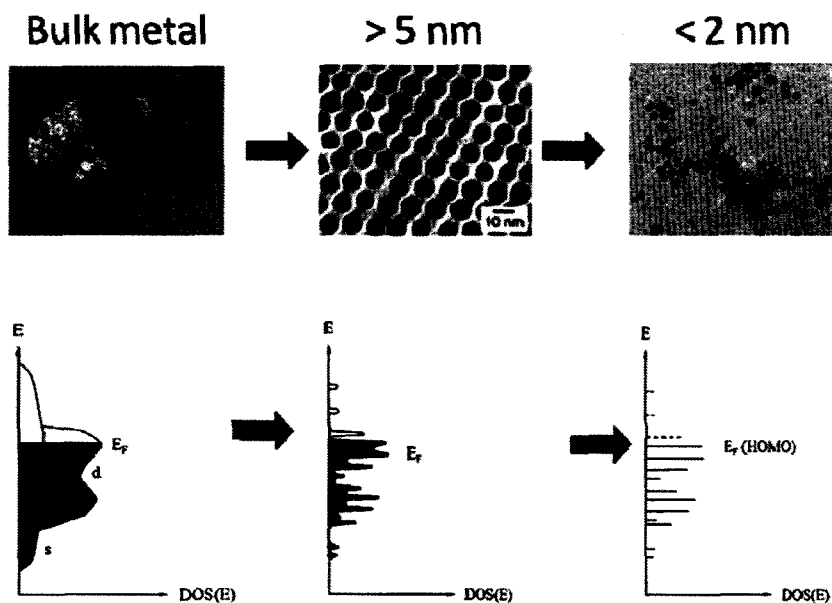 Bulk metal
> 5 nm
< 2 nm
10 nm
E
E
E
E_F
E_F
E_F (HOMO)
d
s
DOS(E)
DOS(E)
DOS(E)